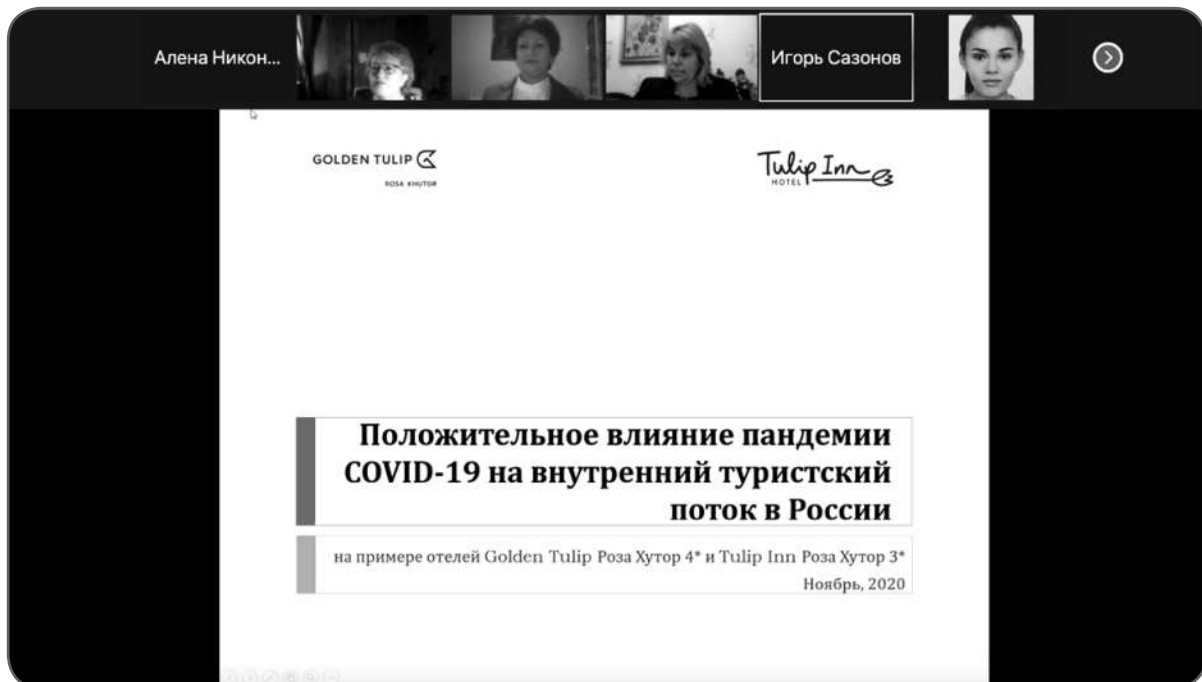 Алена Никон...
Игорь Сазонов
GOLDEN TULIP
ROSA KHUTOR
Tulip Inn
HOTEL
Положительное влияние пандемии
COVID-19 на внутренний туристский
поток в России
на примере отелей Golden Tulip Роза Хутор 4* и Tulip Inn Роза Хутор 3*
Ноябрь, 2020